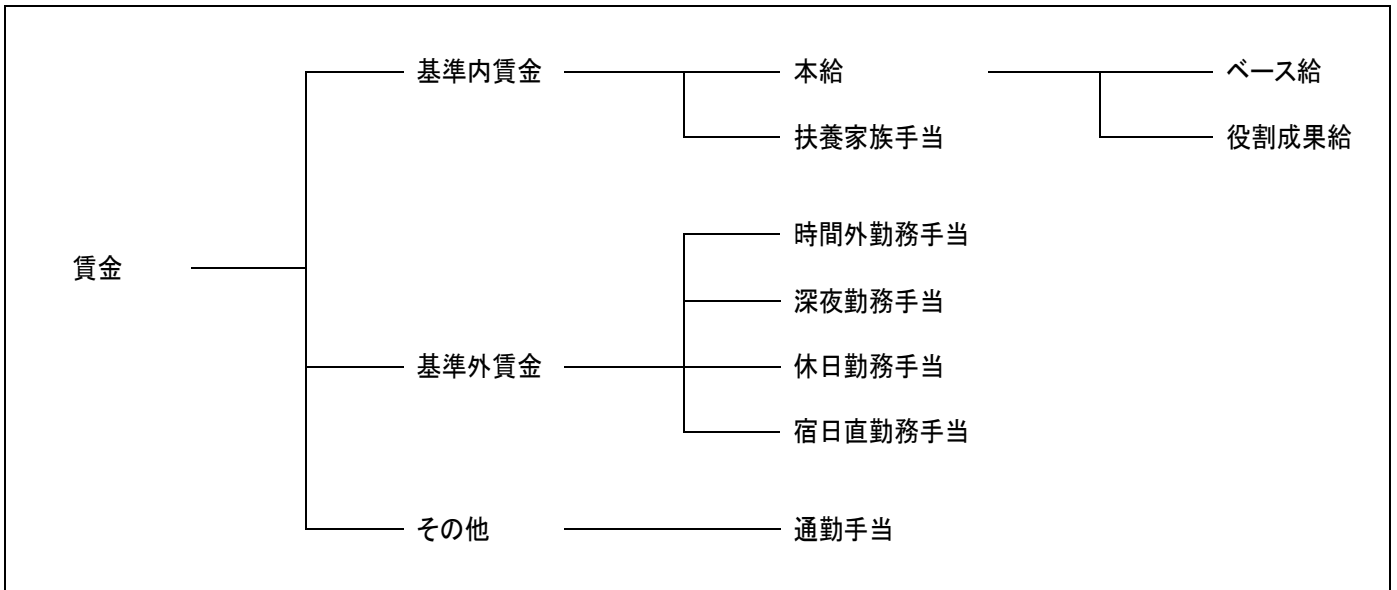 基準内賃金 本給 ベース給
扶養家族手当 役割成果給
時間外勤務手当
賃金
深夜勤務手当
基準外賃金 休日勤務手当
宿日直勤務手当
その他 通勤手当